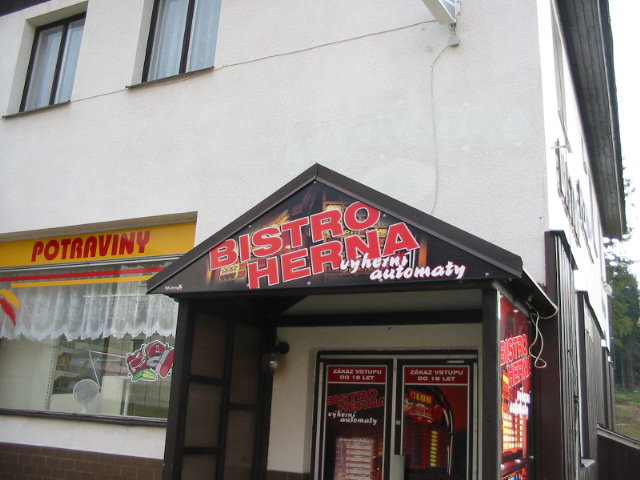 POTRAVINY
BISTRO
HERNA
výherní
automaty
ZÁKAZ VSTUPU
DO 18 LET
HERNA
výherní
automaty
ZÁKAZ VSTUPU
DO 18 LET
CLUB
BISTRO
HERNA